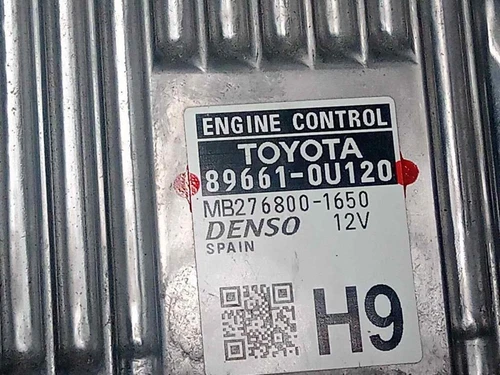 ENGINE CONTROL
TOYOTA
89661-0U120
MB276800-1650
DENSO 12V
SPAIN
H9